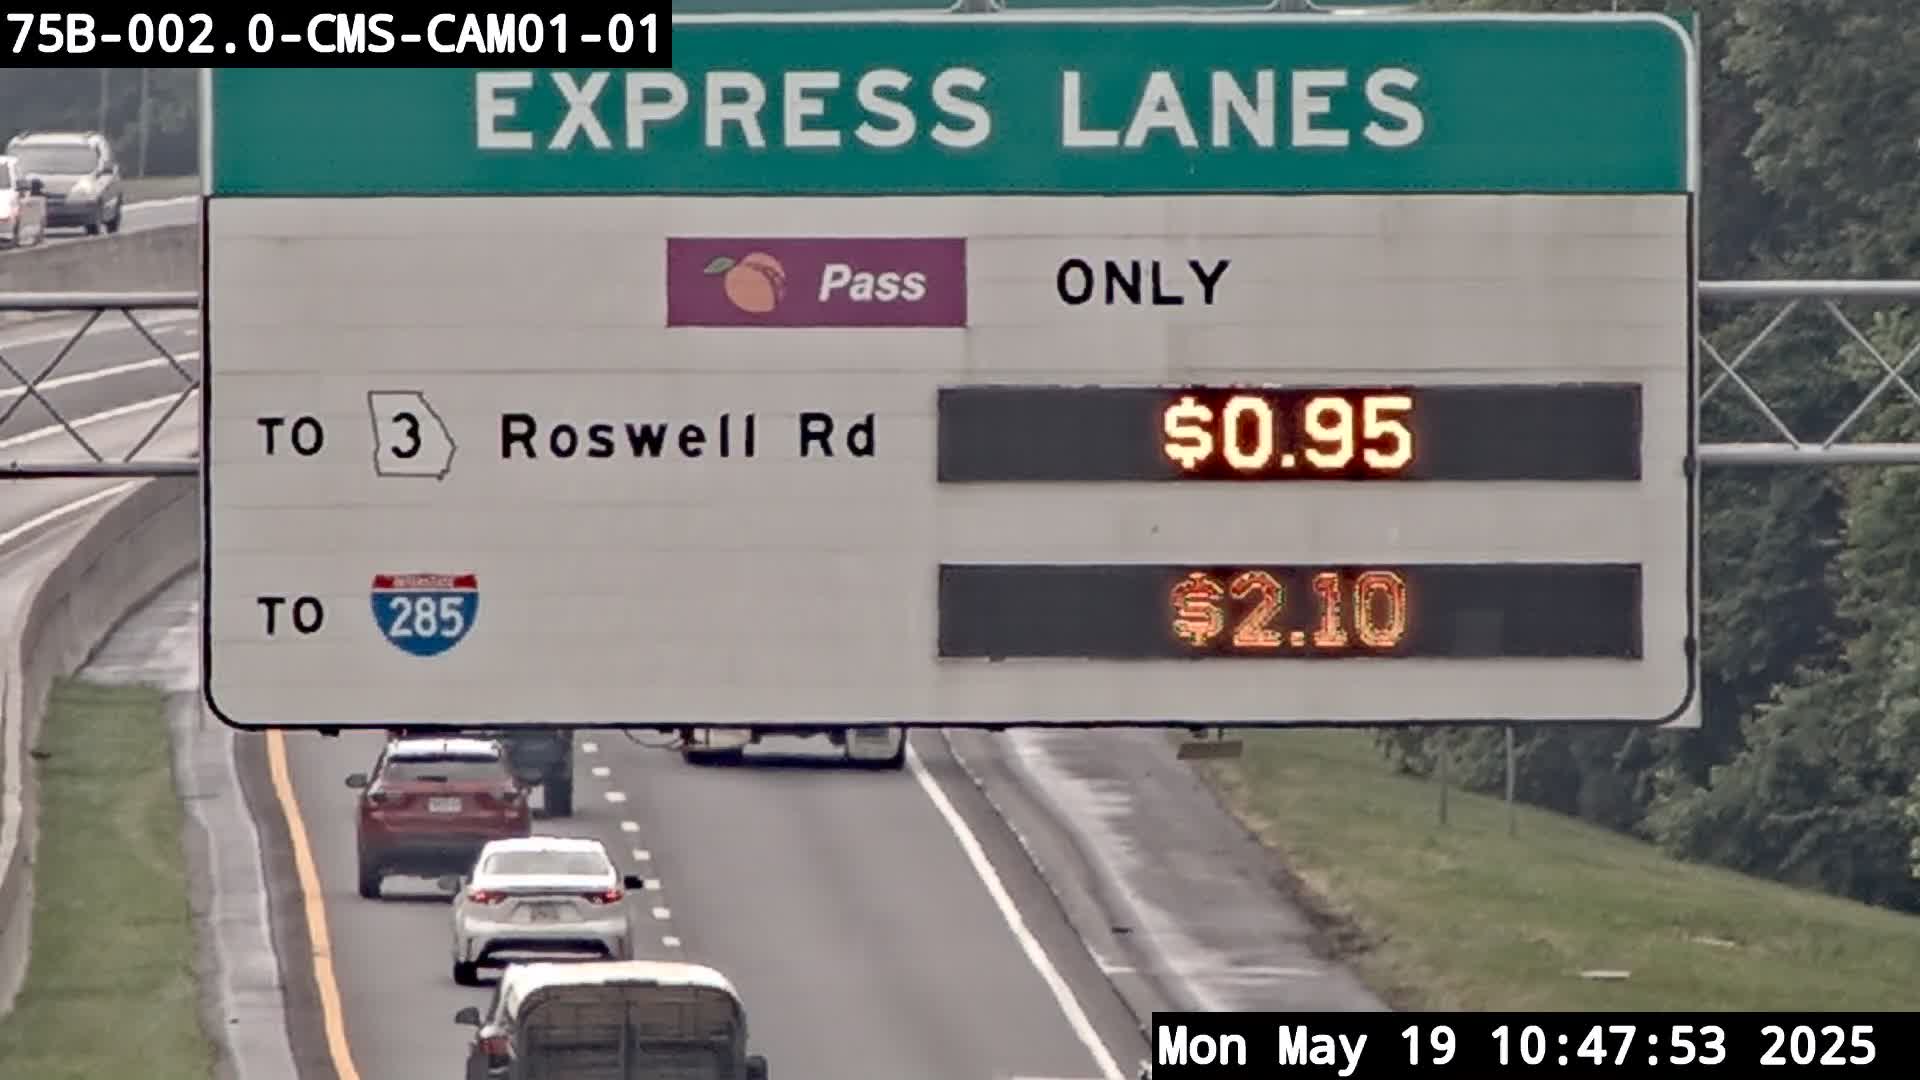 75B-002.0-CMS-CAM01-01
EXPRESS LANES
Pass ONLY
TO 3 Roswell Rd $0.95
INTERSTATE
TO 285 $2.10
Mon May 19 10:47:53 2025